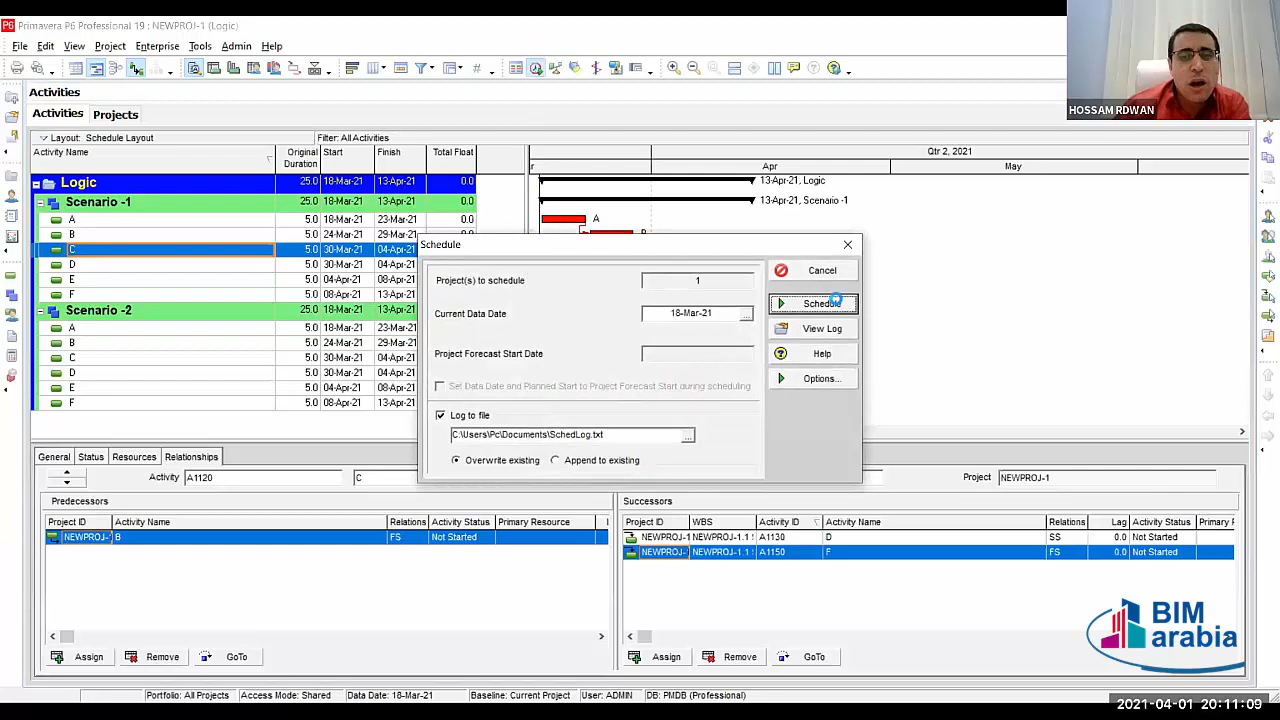 Primavera P6 Professional 19 : NEWPROJ-1 (Logic)
File Edit View Project Enterprise Tools Admin Help
HOSSAM RDWAN
Activities
Activities Projects
Layout: Schedule Layout Filter: All Activities
Activity Name Original Duration Start Finish Total Float
Qtr 2, 2021
r Apr May
Logic 25.0 18-Mar-21 13-Apr-21 0.0 13-Apr-21, Logic
Scenario -1 25.0 18-Mar-21 13-Apr-21 0.0 13-Apr-21, Scenario -1
A 5.0 18-Mar-21 23-Mar-21 0.0 A
B 5.0 24-Mar-21 29-Mar-21 0.0
C 5.0 30-Mar-21 04-Apr-21
D 5.0 30-Mar-21 04-Apr-21
E 5.0 04-Apr-21 08-Apr-21
F 5.0 08-Apr-21 13-Apr-21
Scenario -2 25.0 18-Mar-21 13-Apr-21
A 5.0 18-Mar-21 23-Mar-21
B 5.0 24-Mar-21 29-Mar-21
C 5.0 30-Mar-21 04-Apr-21
D 5.0 30-Mar-21 04-Apr-21
E 5.0 04-Apr-21 08-Apr-21
F 5.0 08-Apr-21 13-Apr-21
Schedule
Project(s) to schedule 1
Cancel
Current Data Date 18-Mar-21 ...
Schedule
View Log
Project Forecast Start Date
Help
Set Data Date and Planned Start to Project Forecast Start during scheduling
Options...
Log to file
C:\Users\Pc\Documents\SchedLog.txt ...
Overwrite existing Append to existing
General Status Resources Relationships
Activity A1120 C Project NEWPROJ-1
Predecessors
Project ID Activity Name Relations Activity Status Primary Resource
NEWPROJ- B FS Not Started
Assign Remove GoTo
Successors
Project ID WBS Activity ID Activity Name Relations Lag Activity Status Primary
NEWPROJ-1 NEWPROJ-1.1 A1130 D SS 0.0 Not Started
NEWPROJ- NEWPROJ-1.1 A1150 F FS 0.0 Not Started
Assign Remove GoTo
BIM
arabia
Portfolio: All Projects Access Mode: Shared Data Date: 18-Mar-21 Baseline: Current Project User: ADMIN DB: PMDB (Professional)
2021-04-01 20:11:09